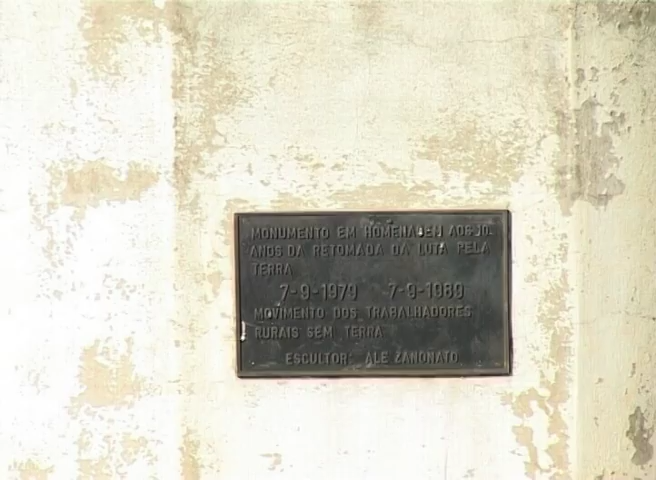 MONUMENTO EM HOMENAGEM AOS 10
ANOS DA RETOMADA DA LUTA PELA
TERRA
7-9-1979 7-9-1989
MOVIMENTO DOS TRABALHADORES
RURAIS SEM TERRA
ESCULTOR: ALE ZANONATO